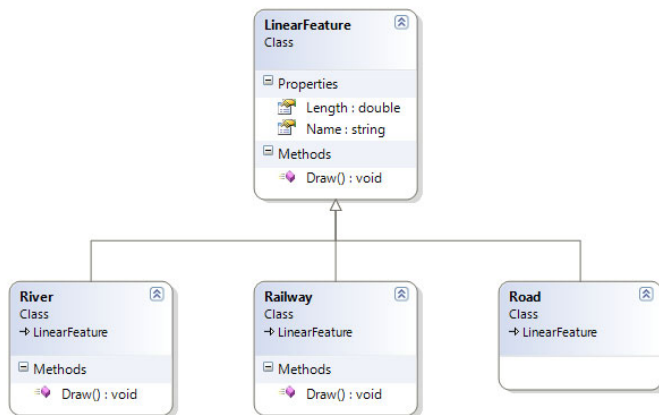 LinearFeature
Class
Properties
Length : double
Name : string
Methods
Draw() : void
River
Class
LinearFeature
Methods
Draw() : void
Railway
Class
LinearFeature
Methods
Draw() : void
Road
Class
LinearFeature